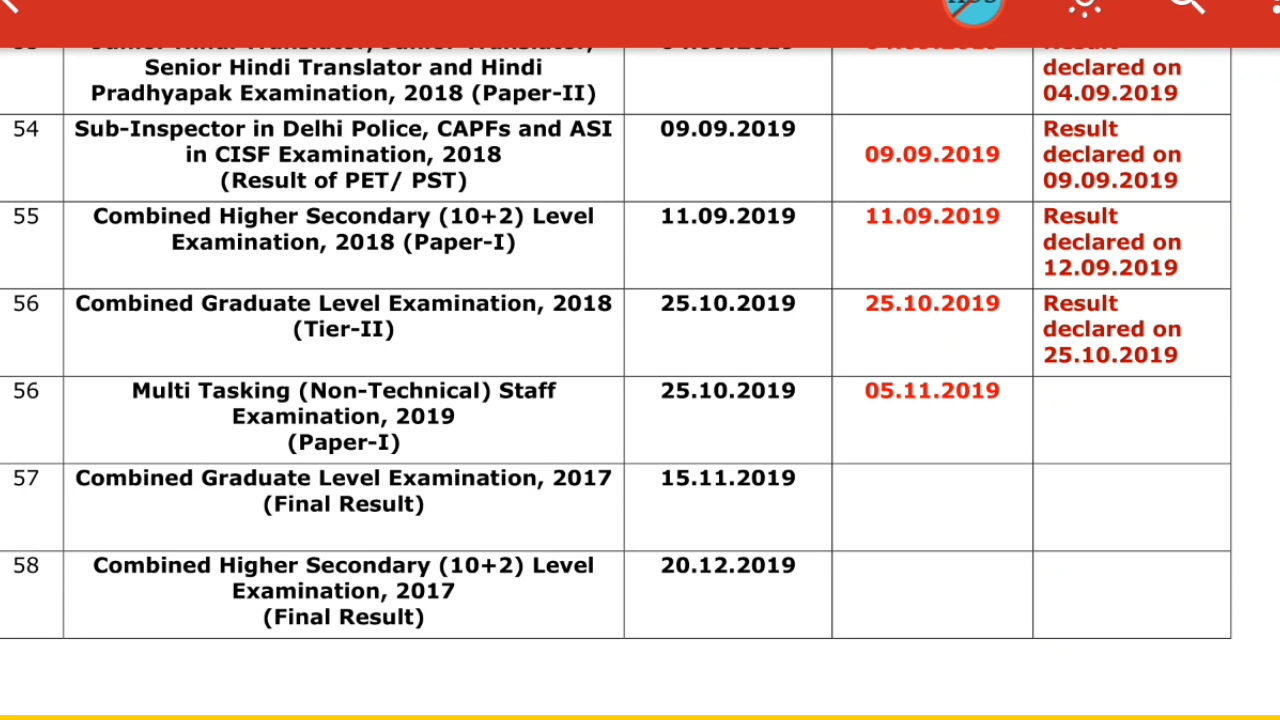 Senior Hindi Translator and Hindi
Pradhyapak Examination, 2018 (Paper-II)
declared on
04.09.2019
54
Sub-Inspector in Delhi Police, CAPFs and ASI
in CISF Examination, 2018
(Result of PET/ PST)
09.09.2019
09.09.2019
Result
declared on
09.09.2019
55
Combined Higher Secondary (10+2) Level
Examination, 2018 (Paper-I)
11.09.2019
11.09.2019
Result
declared on
12.09.2019
56
Combined Graduate Level Examination, 2018
(Tier-II)
25.10.2019
25.10.2019
Result
declared on
25.10.2019
56
Multi Tasking (Non-Technical) Staff
Examination, 2019
(Paper-I)
25.10.2019
05.11.2019
57
Combined Graduate Level Examination, 2017
(Final Result)
15.11.2019
58
Combined Higher Secondary (10+2) Level
Examination, 2017
(Final Result)
20.12.2019